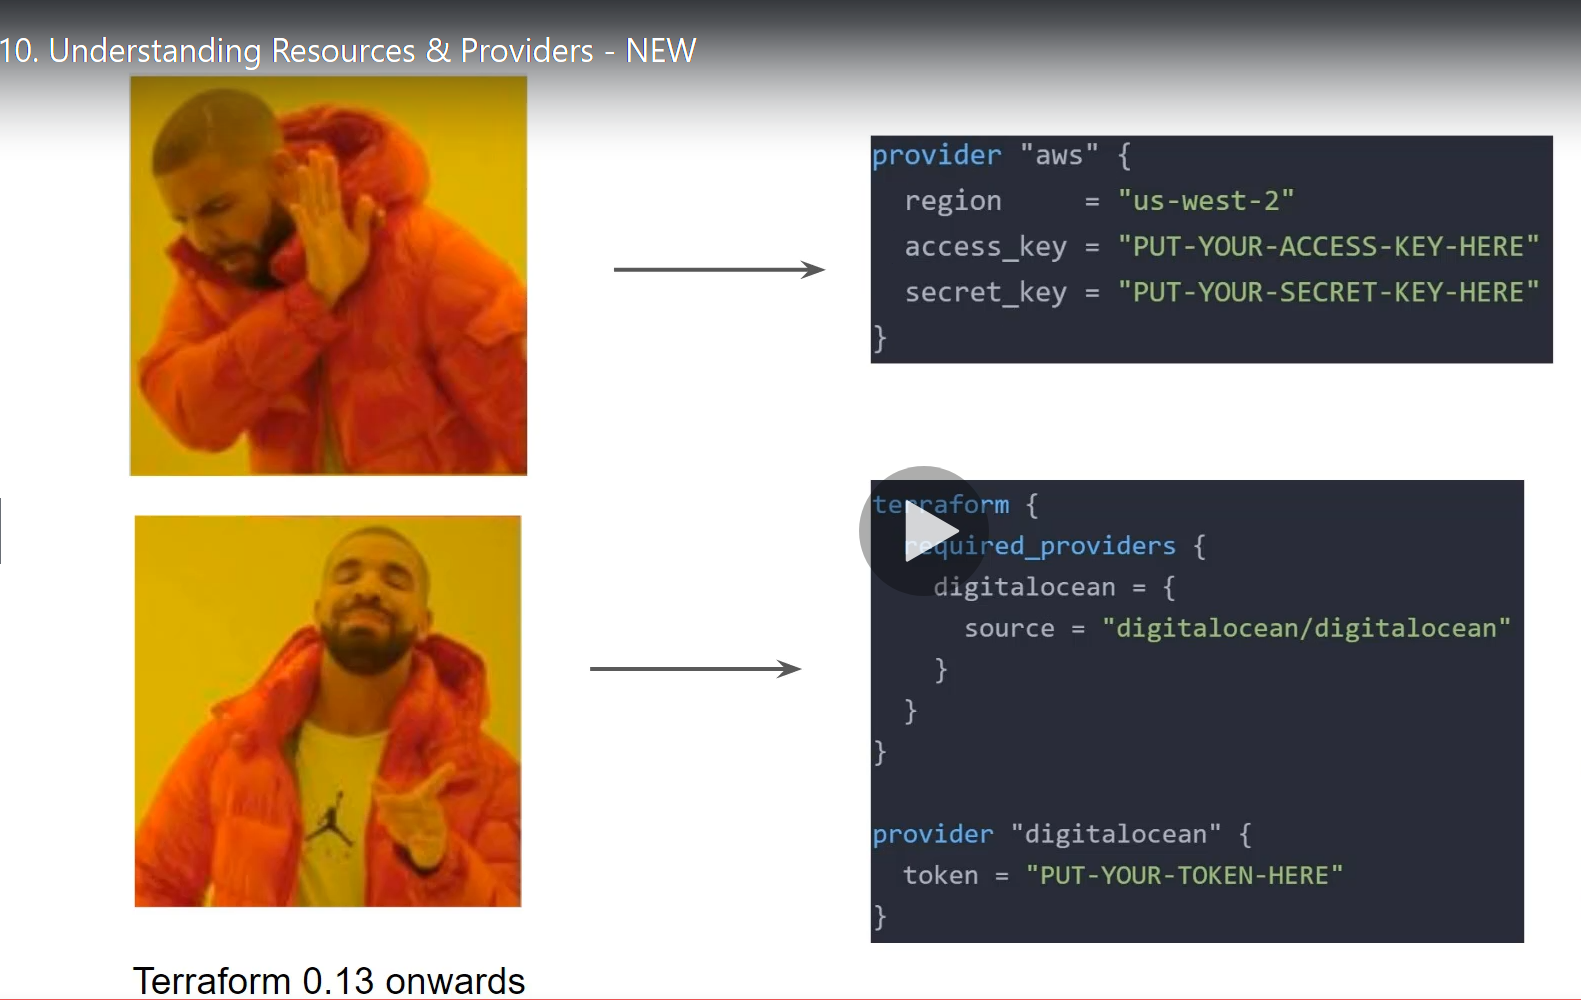 10. Understanding Resources & Providers - NEW
provider "aws" {
region = "us-west-2"
access_key = "PUT-YOUR-ACCESS-KEY-HERE"
secret_key = "PUT-YOUR-SECRET-KEY-HERE"
}
terraform {
required_providers {
digitalocean = {
source = "digitalocean/digitalocean"
}
}
}
provider "digitalocean" {
token = "PUT-YOUR-TOKEN-HERE"
}
Terraform 0.13 onwards